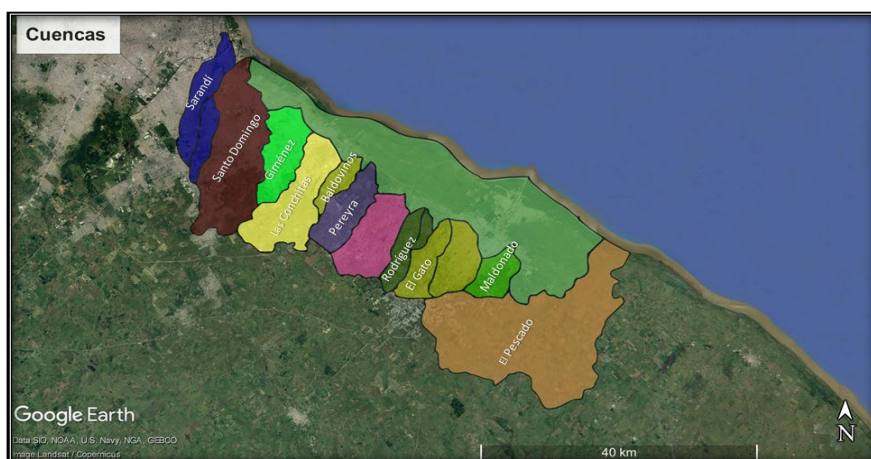 Cuencas
Sarandí
Santo Domingo
Giménez
Las Conchitas
Baldovinos
Pereyra
Rodríguez
El Gato
Maldonado
El Pescado
Google Earth
Data SIO, NOAA, U.S. Navy, NGA, GEBCO
Image Landsat / Copernicus
40 km
N